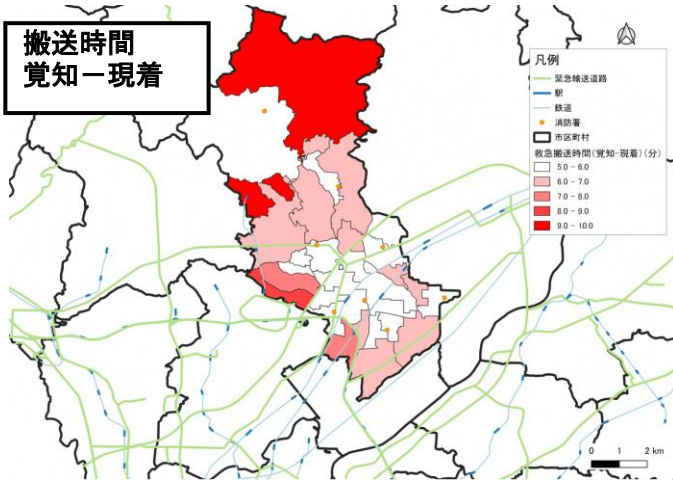 搬送時間
覚知－現着
凡例
緊急輸送道路
駅
鉄道
消防署
市区町村
救急搬送時間(覚知-現着)(分)
5.0 - 6.0
6.0 - 7.0
7.0 - 8.0
8.0 - 9.0
9.0 - 10.0
0 1 2 km